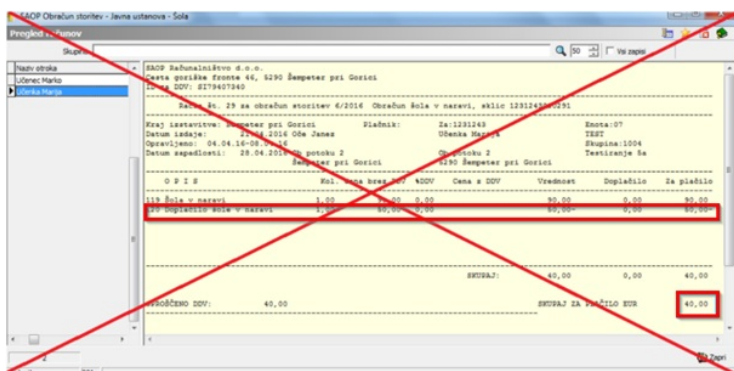 SAOP Obračun storitev - Javna ustanova - Šola
Pregled računov
Skupina
50
Vsi zapisi
Naziv otroka
Učenec Marko
Učenka Marija
SAOP Računalništvo d.o.o.
Cesta goriške fronte 46, 5290 Šempeter pri Gorici
ID za DDV: SI79407340
Račun št. 29 za obračun storitev 6/2016 Obračun šola v naravi, sklic
Kraj izstavitve: Šempeter pri Gorici Plačnik: Za:1231243 Enota:07
Datum izdaje: 2016 Oče Janez Učenka Marija TEST
Opravljeno: 04.04.16-08. 16 Skupina:1004
Datum zapadlosti: 28.04.2016 Ob potoku 2 Ob potoku 2 Testiranje 5a
Šempeter pri Gorici 5290 Šempeter pri Gorici
O P I S Kol. Cena brez DDV %DDV Cena z DDV Vrednost Doplačilo Za plačilo
119 Šola v naravi 1,00 0,00 90,00 0,00 90,00
120 Doplačilo šola v naravi 1,00 50,00- 0,00 50,00- 0,00 50,00-
SKUPAJ: 40,00 0,00 40,00
OPROŠČENO DDV: 40,00 SKUPAJ ZA PLAČILO EUR 40,00
2
Zapri